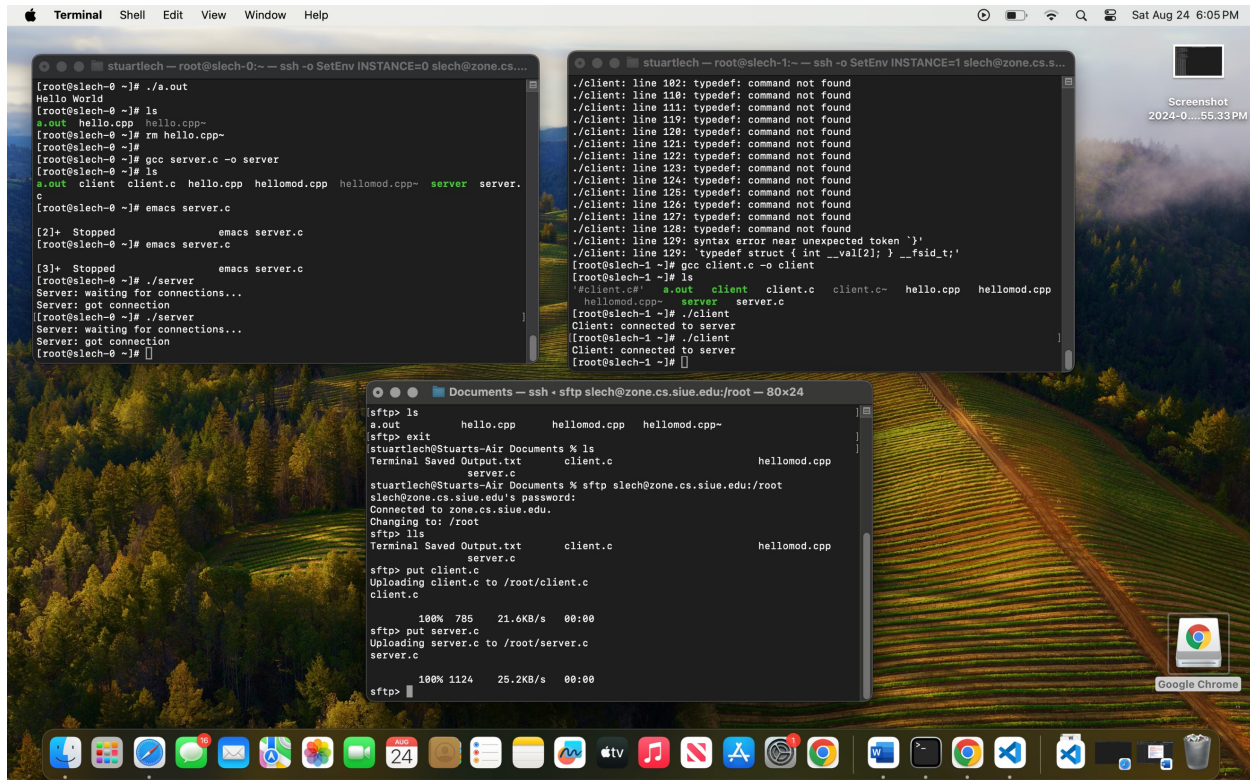 Terminal Shell Edit View Window Help
Sat Aug 24 6:05 PM
stuartlech — root@slech-0:~ — ssh -o SetEnv INSTANCE=0 slech@zone.cs....
[root@slech-0 ~]# ./a.out
Hello World
[root@slech-0 ~]# ls
a.out hello.cpp hello.cpp~
[root@slech-0 ~]# rm hello.cpp~
[root@slech-0 ~]#
[root@slech-0 ~]# gcc server.c -o server
[root@slech-0 ~]# ls
a.out client client.c hello.cpp hellomod.cpp hellomod.cpp~ server server.
c
[root@slech-0 ~]# emacs server.c
[2]+ Stopped emacs server.c
[root@slech-0 ~]# emacs server.c
[3]+ Stopped emacs server.c
[root@slech-0 ~]# ./server
Server: waiting for connections...
Server: got connection
[[root@slech-0 ~]# ./server ]
Server: waiting for connections...
Server: got connection
[root@slech-0 ~]#
stuartlech — root@slech-1:~ — ssh -o SetEnv INSTANCE=1 slech@zone.cs.s...
./client: line 102: typedef: command not found
./client: line 110: typedef: command not found
./client: line 111: typedef: command not found
./client: line 119: typedef: command not found
./client: line 120: typedef: command not found
./client: line 121: typedef: command not found
./client: line 122: typedef: command not found
./client: line 123: typedef: command not found
./client: line 124: typedef: command not found
./client: line 125: typedef: command not found
./client: line 126: typedef: command not found
./client: line 127: typedef: command not found
./client: line 128: typedef: command not found
./client: line 129: syntax error near unexpected token `}'
./client: line 129: `typedef struct { int __val[2]; } __fsid_t;'
[root@slech-1 ~]# gcc client.c -o client
[root@slech-1 ~]# ls
'#client.c#' a.out client client.c client.c~ hello.cpp hellomod.cpp
hellomod.cpp~ server server.c
[root@slech-1 ~]# ./client
Client: connected to server
[[root@slech-1 ~]# ./client ]
Client: connected to server
[root@slech-1 ~]#
Screenshot
2024-0....55.33 PM
Documents — ssh ◂ sftp slech@zone.cs.siue.edu:/root — 80×24
[sftp> ls ]
a.out hello.cpp hellomod.cpp hellomod.cpp~
[sftp> exit ]
[stuartlech@Stuarts-Air Documents % ls ]
Terminal Saved Output.txt client.c hellomod.cpp
server.c
stuartlech@Stuarts-Air Documents % sftp slech@zone.cs.siue.edu:/root
slech@zone.cs.siue.edu's password:
Connected to zone.cs.siue.edu.
Changing to: /root
sftp> lls
Terminal Saved Output.txt client.c hellomod.cpp
server.c
sftp> put client.c
Uploading client.c to /root/client.c
client.c
100% 785 21.6KB/s 00:00
sftp> put server.c
Uploading server.c to /root/server.c
server.c
100% 1124 25.2KB/s 00:00
sftp>
Google Chrome
16
AUG
24
tv
1
W
>_